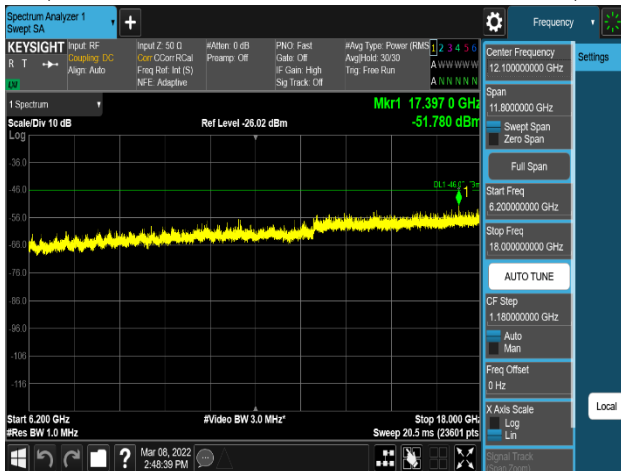 Spectrum Analyzer 1
Swept SA
+
Frequency
KEYSIGHT
R T
Input: RF
Coupling: DC
Align: Auto
Input Z: 50 Ω
Corr CCorr RCal
Freq Ref: Int (S)
NFE: Adaptive
#Atten: 0 dB
Preamp: Off
PNO: Fast
Gate: Off
IF Gain: High
Sig Track: Off
#Avg Type: Power (RMS
Avg|Hold: 30/30
Trig: Free Run
1 2 3 4 5 6
A W W W W W
A N N N N N
1 Spectrum
Scale/Div 10 dB
Ref Level -26.02 dBm
Mkr1 17.397 0 GHz
-51.780 dBm
Log
-36.0
-46.0
-56.0
-66.0
-76.0
-86.0
-96.0
-106
-116
1
Start 6.200 GHz
#Res BW 1.0 MHz
#Video BW 3.0 MHz*
Stop 18.000 GHz
Sweep 20.5 ms (23601 pts
Center Frequency
12.100000000 GHz
Span
11.8000000 GHz
Swept Span
Zero Span
Full Span
Start Freq
6.200000000 GHz
Stop Freq
18.000000000 GHz
AUTO TUNE
CF Step
1.180000000 GHz
Auto
Man
Freq Offset
0 Hz
X Axis Scale
Log
Lin
Signal Track
(Span Zoom)
Settings
Local
?
Mar 08, 2022
2:48:39 PM